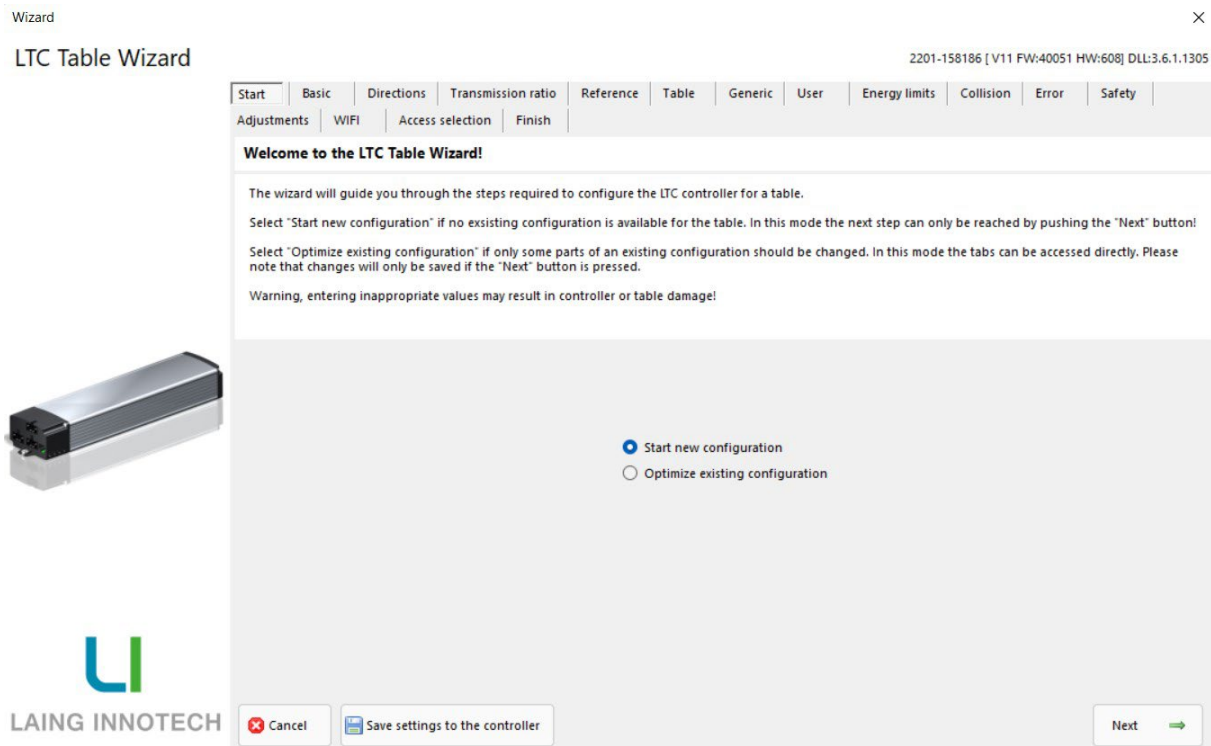 Wizard
LTC Table Wizard
2201-158186 [ V11 FW:40051 HW:608] DLL:3.6.1.1305
Start Basic Directions Transmission ratio Reference Table Generic User Energy limits Collision Error Safety
Adjustments WIFI Access selection Finish
Welcome to the LTC Table Wizard!
The wizard will guide you through the steps required to configure the LTC controller for a table.
Select "Start new configuration" if no exsisting configuration is available for the table. In this mode the next step can only be reached by pushing the "Next" button!
Select "Optimize existing configuration" if only some parts of an existing configuration should be changed. In this mode the tabs can be accessed directly. Please
note that changes will only be saved if the "Next" button is pressed.
Warning, entering inappropriate values may result in controller or table damage!
Start new configuration
Optimize existing configuration
LI
LAING INNOTECH
Cancel Save settings to the controller Next